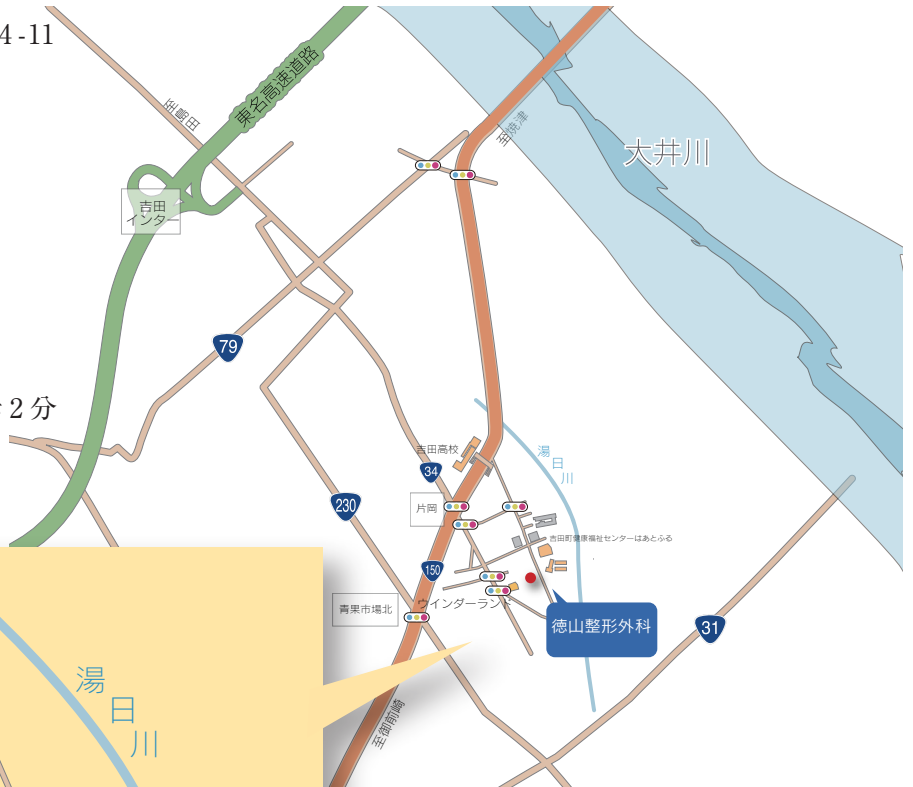 4-11
至島田
東名高速道路
至焼津
大井川
吉田
インター
79
2分
吉田高校
湯日川
34
230
片岡
吉田町健康福祉センターはあとふる
150
青果市場北
ウインダーランド
徳山整形外科
31
湯日川
至御前崎